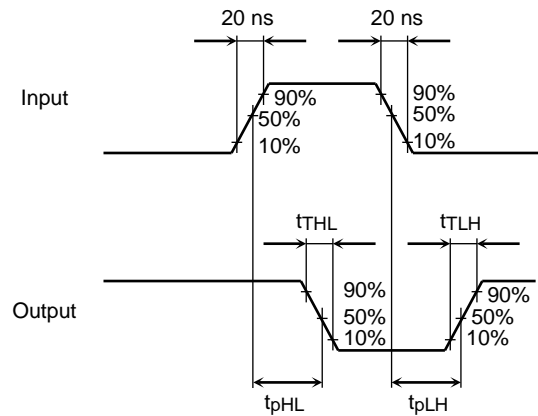 20 ns 20 ns
Input
90% 90%
50% 50%
10% 10%
tTHL tTLH
Output
90% 90%
50% 50%
10% 10%
tpHL tpLH